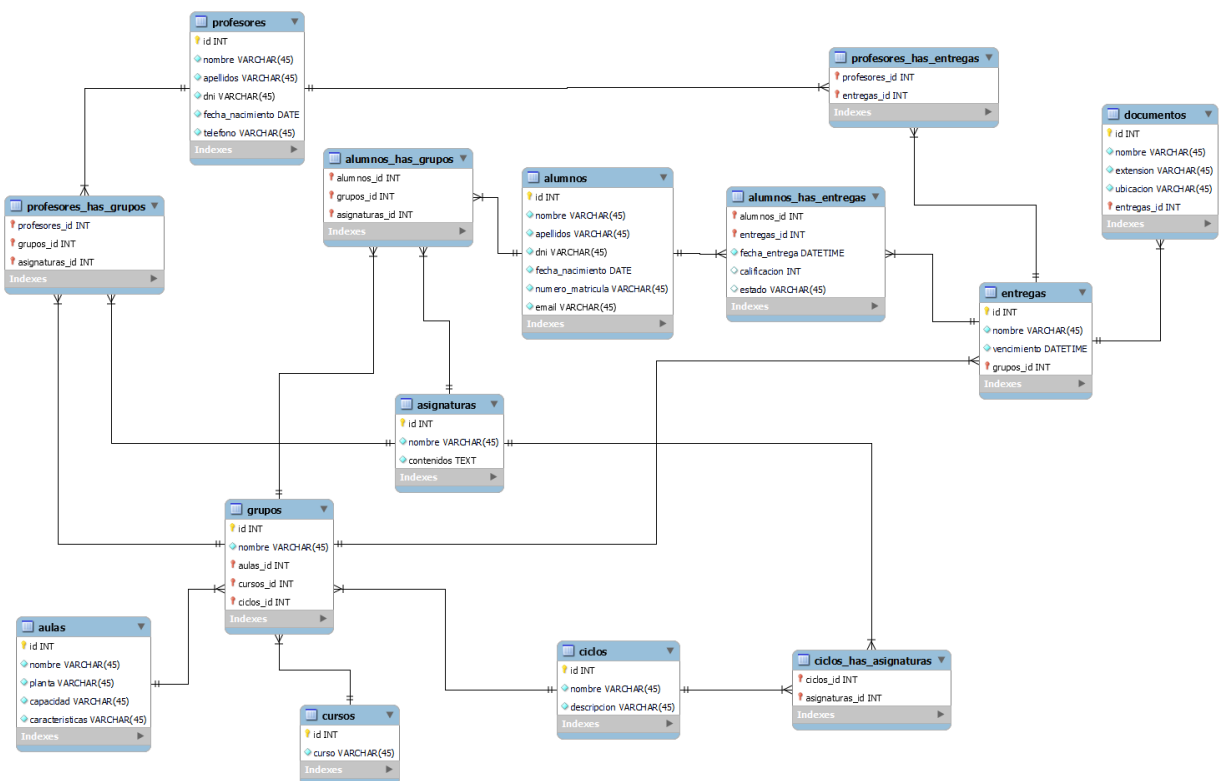 profesores
id INT
nombre VARCHAR(45)
apellidos VARCHAR(45)
dni VARCHAR(45)
fecha_nacimiento DATE
telefono VARCHAR(45)
Indexes
profesores_has_entregas
profesores_id INT
entregas_id INT
Indexes
documentos
id INT
nombre VARCHAR(45)
extension VARCHAR(45)
ubicacion VARCHAR(45)
entregas_id INT
Indexes
alumnos_has_grupos
alumnos_id INT
grupos_id INT
asignaturas_id INT
Indexes
alumnos
id INT
nombre VARCHAR(45)
apellidos VARCHAR(45)
dni VARCHAR(45)
fecha_nacimiento DATE
numero_matricula VARCHAR(45)
email VARCHAR(45)
Indexes
alumnos_has_entregas
alumnos_id INT
entregas_id INT
fecha_entrega DATETIME
calificacion INT
estado VARCHAR(45)
Indexes
profesores_has_grupos
profesores_id INT
grupos_id INT
asignaturas_id INT
Indexes
entregas
id INT
nombre VARCHAR(45)
vencimiento DATETIME
grupos_id INT
Indexes
asignaturas
id INT
nombre VARCHAR(45)
contenidos TEXT
Indexes
grupos
id INT
nombre VARCHAR(45)
aulas_id INT
cursos_id INT
ciclos_id INT
Indexes
aulas
id INT
nombre VARCHAR(45)
planta VARCHAR(45)
capacidad VARCHAR(45)
caracteristicas VARCHAR(45)
Indexes
ciclos
id INT
nombre VARCHAR(45)
descripcion VARCHAR(45)
Indexes
ciclos_has_asignaturas
ciclos_id INT
asignaturas_id INT
Indexes
cursos
id INT
curso VARCHAR(45)
Indexes